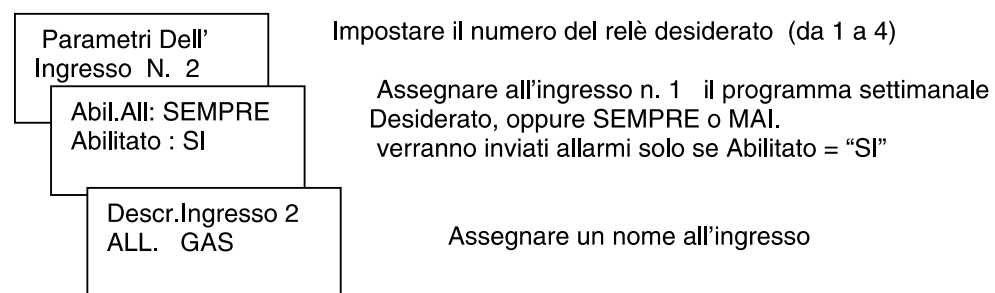 Parametri Dell'
Ingresso N. 2
Impostare il numero del relè desiderato (da 1 a 4)
Abil.All: SEMPRE
Abilitato : SI
Assegnare all'ingresso n. 1 il programma settimanale
Desiderato, oppure SEMPRE o MAI.
verranno inviati allarmi solo se Abilitato = “SI”
Descr.Ingresso 2
ALL. GAS
Assegnare un nome all'ingresso